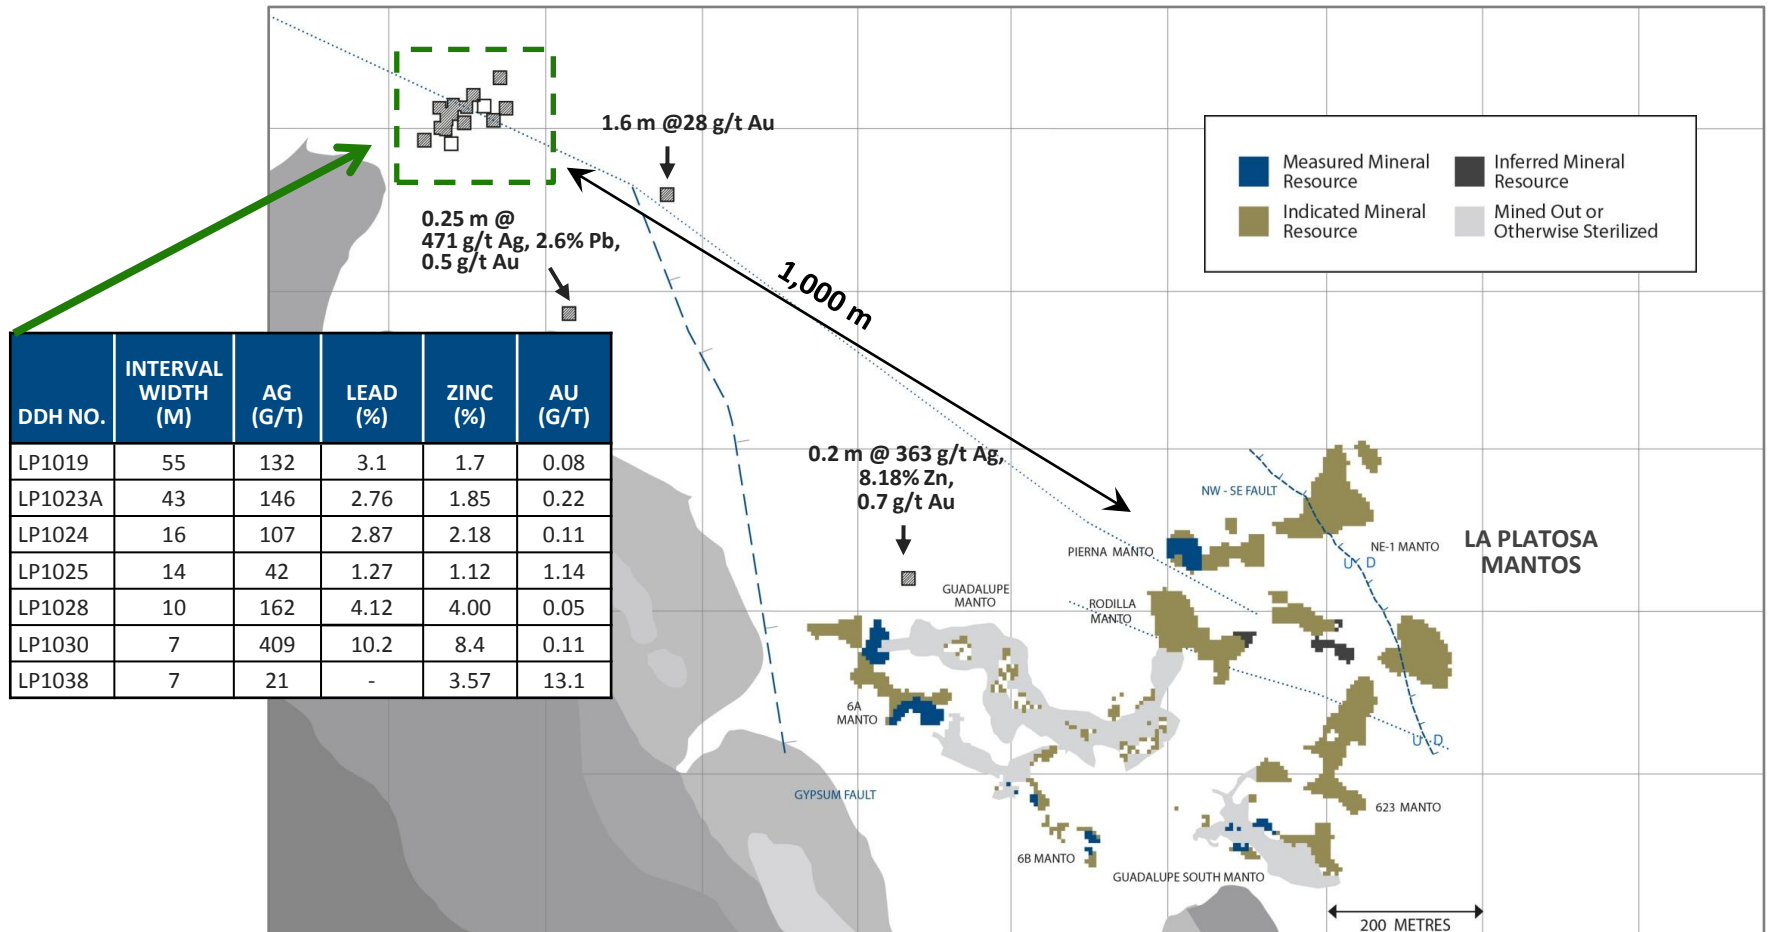 1.6 m @28 g/t Au
0.25 m @
471 g/t Ag, 2.6% Pb,
0.5 g/t Au
1,000 m
Measured Mineral
Resource
Inferred Mineral
Resource
Indicated Mineral
Resource
Mined Out or
Otherwise Sterilized
DDH NO. INTERVAL WIDTH (M) AG (G/T) LEAD (%) ZINC (%) AU (G/T)
LP1019 55 132 3.1 1.7 0.08
LP1023A 43 146 2.76 1.85 0.22
LP1024 16 107 2.87 2.18 0.11
LP1025 14 42 1.27 1.12 1.14
LP1028 10 162 4.12 4.00 0.05
LP1030 7 409 10.2 8.4 0.11
LP1038 7 21 - 3.57 13.1
0.2 m @ 363 g/t Ag,
8.18% Zn,
0.7 g/t Au
NW - SE FAULT
PIERNA MANTO
NE-1 MANTO
LA PLATOSA
MANTOS
U D
GUADALUPE
MANTO
RODILLA
MANTO
6A
MANTO
U D
GYPSUM FAULT
623 MANTO
6B MANTO
GUADALUPE SOUTH MANTO
200 METRES